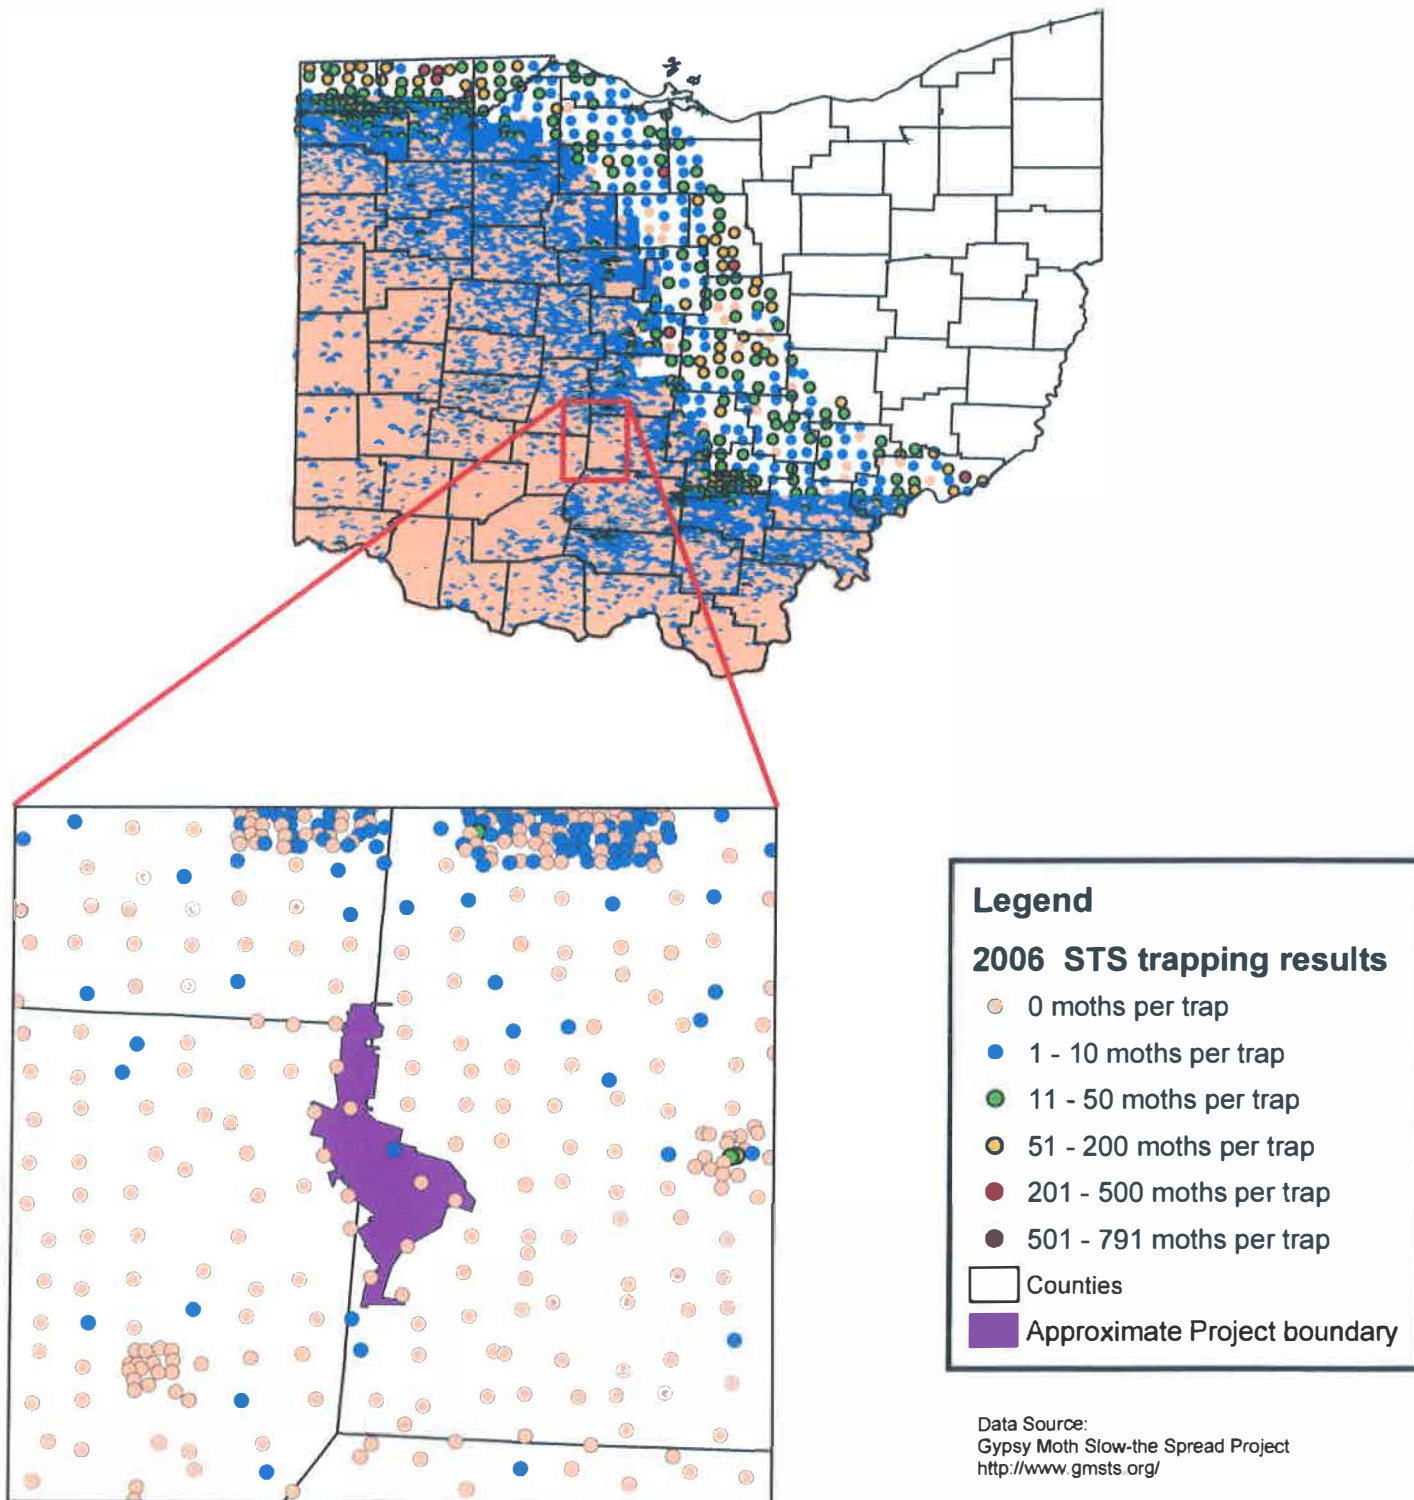 Legend
2006 STS trapping results
0 moths per trap
1 - 10 moths per trap
11 - 50 moths per trap
51 - 200 moths per trap
201 - 500 moths per trap
501 - 791 moths per trap
Counties
Approximate Project boundary
Data Source:
Gypsy Moth Slow-the Spread Project
http://www.gmsts.org/